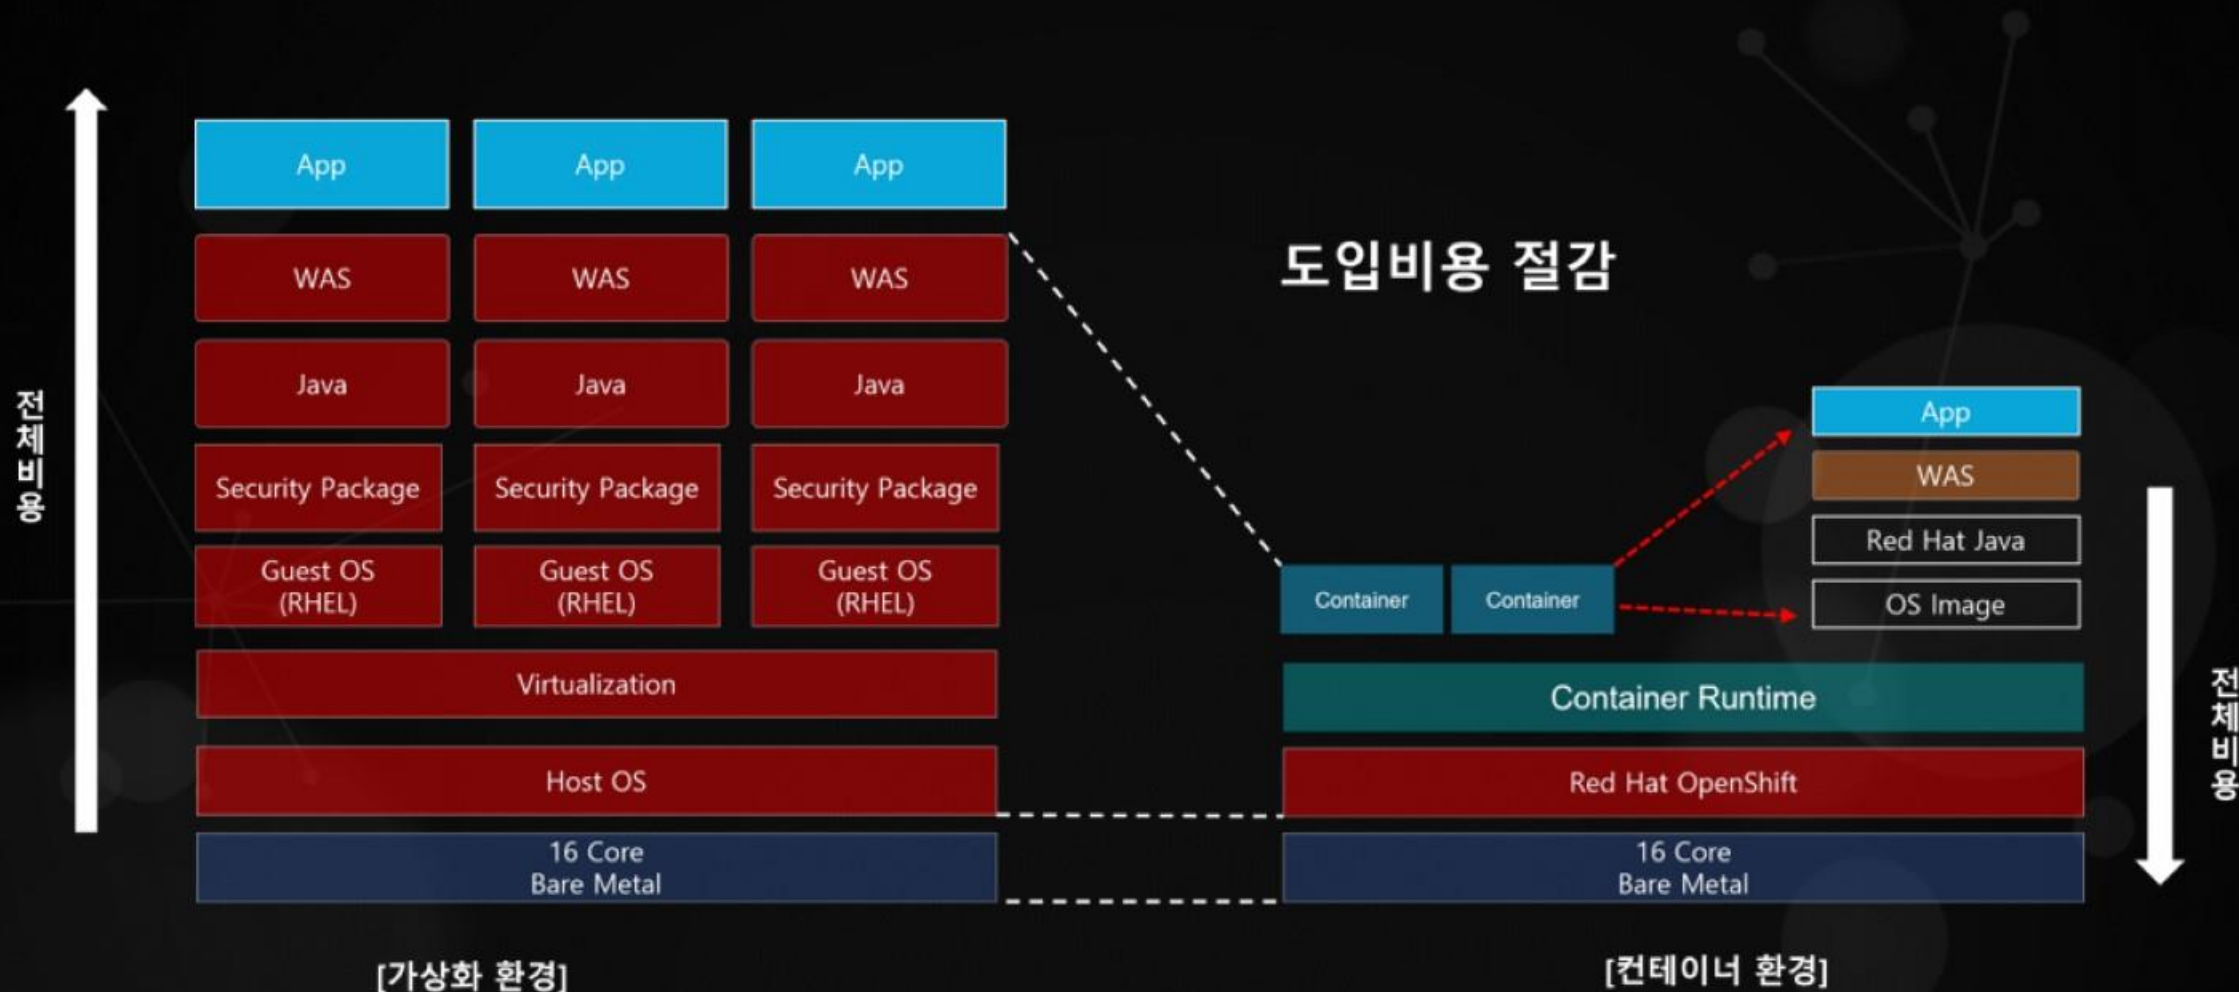 App
App
App
WAS
WAS
WAS
Java
Java
Java
Security Package
Security Package
Security Package
Guest OS
(RHEL)
Guest OS
(RHEL)
Guest OS
(RHEL)
Virtualization
Host OS
16 Core
Bare Metal
전체비용
[가상화 환경]
도입비용 절감
Container
Container
App
WAS
Red Hat Java
OS Image
Container Runtime
Red Hat OpenShift
16 Core
Bare Metal
전체비용
[컨테이너 환경]